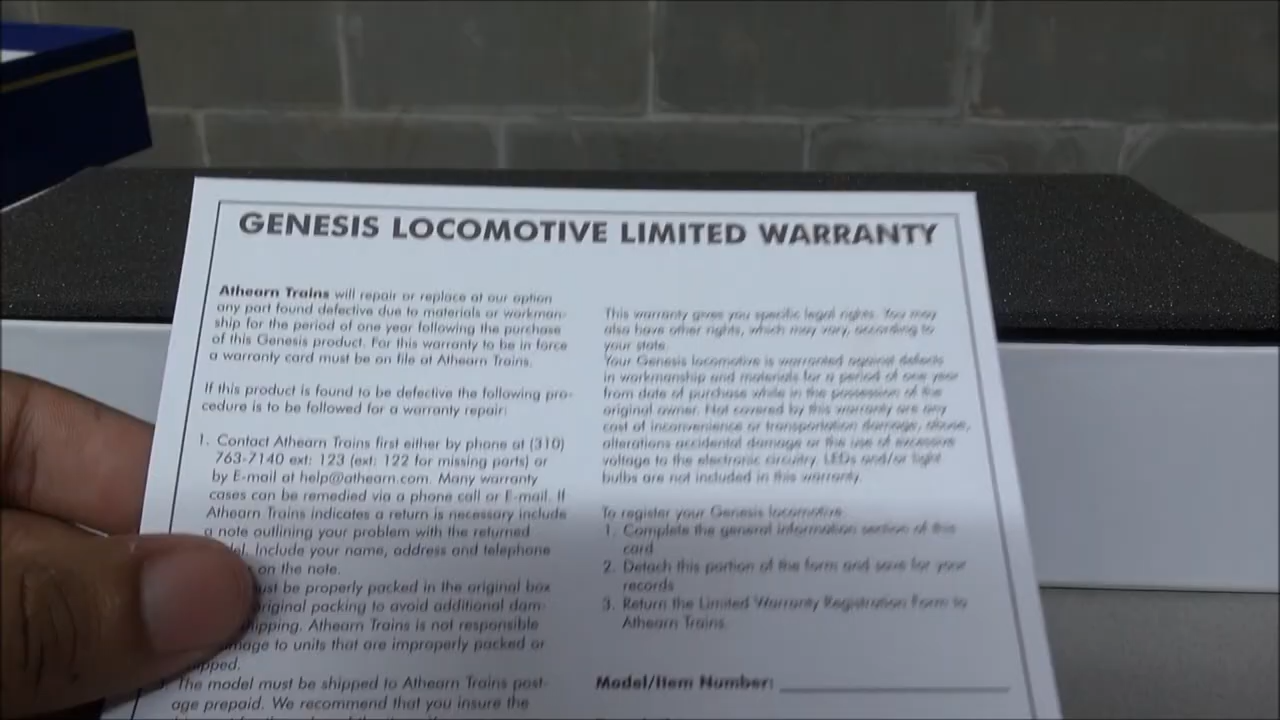 GENESIS LOCOMOTIVE LIMITED WARRANTY
Athearn Trains will repair or replace at our option
any part found defective due to materials or workman-
ship for the period of one year following the purchase
of this Genesis product. For this warranty to be in force
a warranty card must be on file at Athearn Trains.
If this product is found to be defective the following pro-
cedure is to be followed for a warranty repair:
1. Contact Athearn Trains first either by phone at (310)
763-7140 ext: 123 (ext: 122 for missing parts) or
by E-mail at help@athearn.com. Many warranty
cases can be remedied via a phone call or E-mail. If
Athearn Trains indicates a return is necessary include
a note outlining your problem with the returned
Include your name, address and telephone
on the note.
must be properly packed in the original box
original packing to avoid additional dam-
shipping. Athearn Trains is not responsible
to units that are improperly packed or
The model must be shipped to Athearn Trains post-
age prepaid. We recommend that you insure the
This warranty gives you specific legal rights. You may
also have other rights, which may vary, according to
your state.
Your Genesis locomotive is warranted against defects
in workmanship and materials for a period of one year
from date of purchase while in the possession of the
original owner. Not covered by this warranty are any
cost of inconvenience or transportation damage, abuse,
alterations accidental damage or the use of excessive
voltage to the electronic circuitry. LEDs and/or light
bulbs are not included in this warranty.
To register your Genesis locomotive:
1. Complete the general information section of this
card
2. Detach this portion of the form and save for your
records
3. Return the Limited Warranty Registration Form to
Athearn Trains.
Model/Item Number: